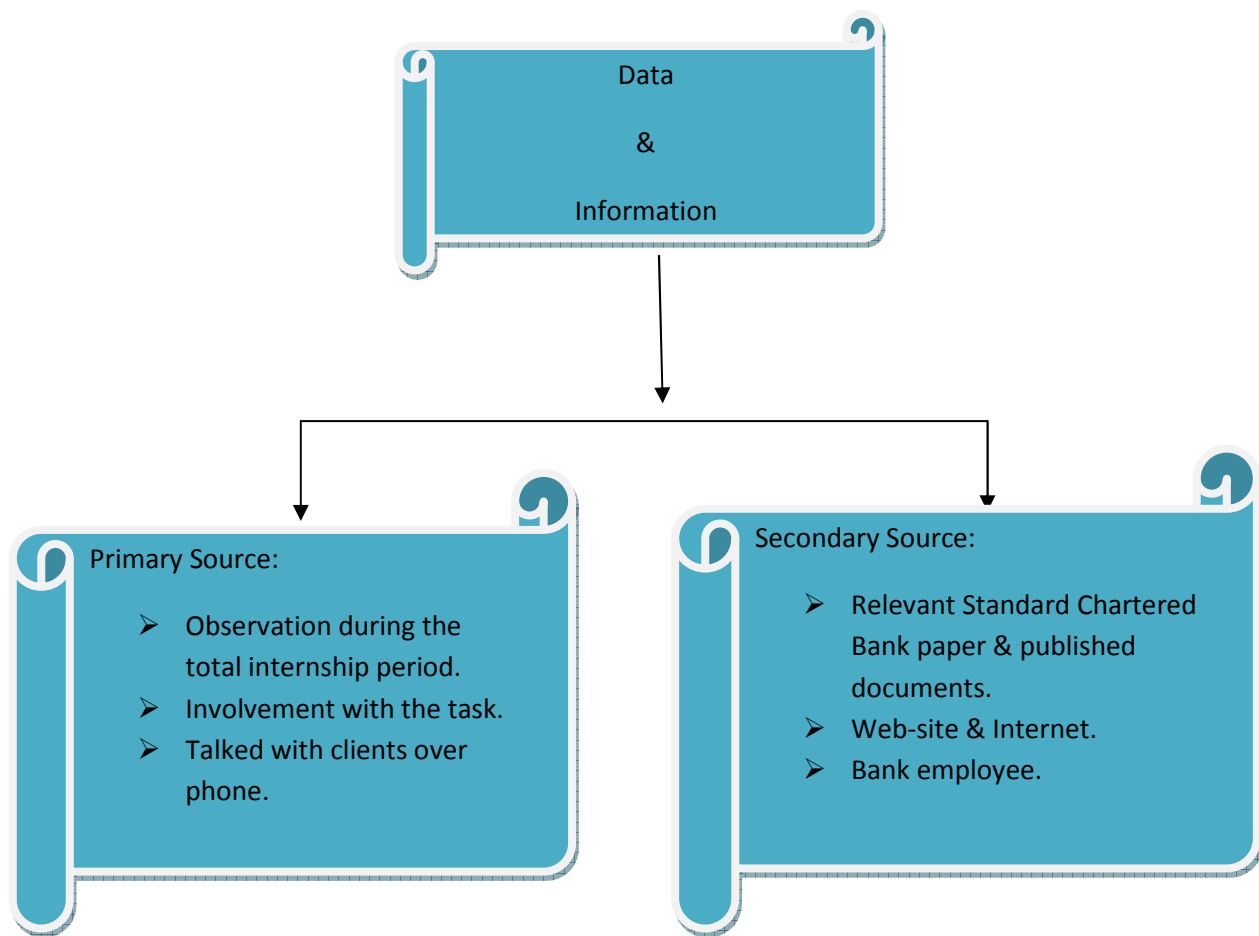 Data
&
Information
Primary Source:
➢ Observation during the
total internship period.
➢ Involvement with the task.
➢ Talked with clients over
phone.
Secondary Source:
➢ Relevant Standard Chartered
Bank paper & published
documents.
➢ Web-site & Internet.
➢ Bank employee.